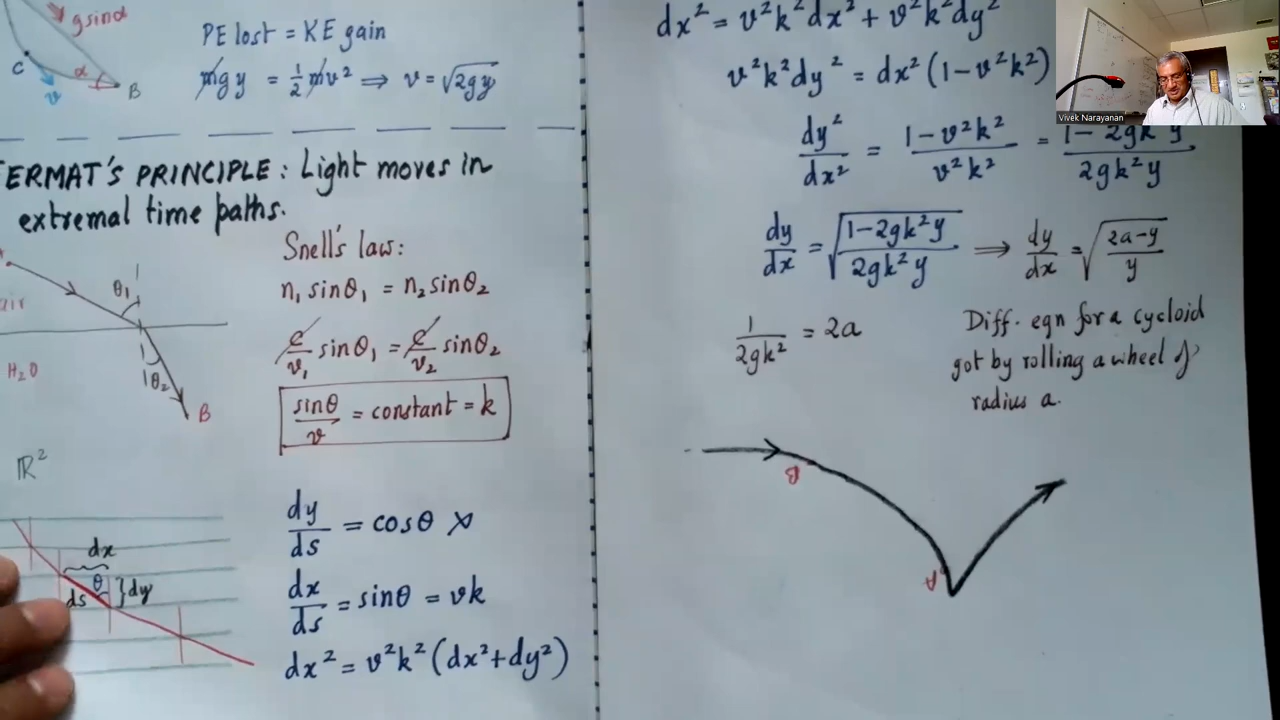 g sinα
C
α
B
v
PE lost = KE gain
mgy = 1/2 mv² ⟹ v = √2gy
ERMAT'S PRINCIPLE: Light moves in
extremal time paths.
Snell's law:
n₁ sinθ₁ = n₂ sinθ₂
c/v₁ sinθ₁ = c/v₂ sinθ₂
sinθ/v = constant = k
θ₁
air
H₂O
θ₂
B
ℝ²
dx
θ
ds
dy
dy/ds = cosθ ×
dx/ds = sinθ = vk
dx² = v²k²(dx²+dy²)
dx² = v²k²dx² + v²k²dy²
v²k²dy² = dx²(1-v²k²)
dy²/dx² = 1-v²k²/v²k² = 1-2gk²y/2gk²y
dy/dx = √1-2gk²y/2gk²y ⟹ dy/dx = √2a-y/y
1/2gk² = 2a
Diff. eqn for a cycloid
got by rolling a wheel of
radius a.
B
A
Vivek Narayanan